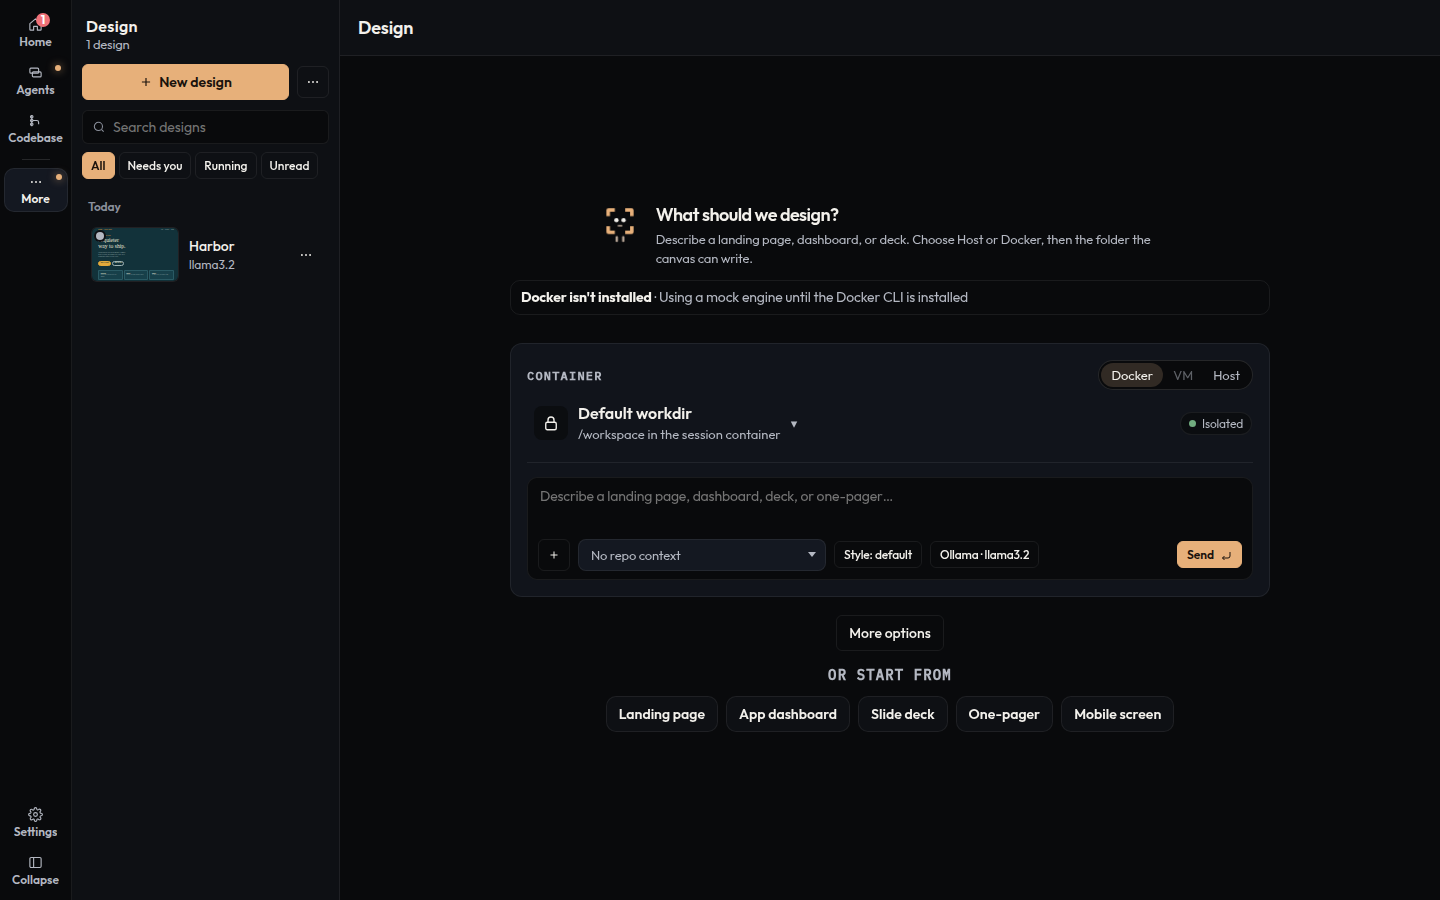 1
Home
Agents
Codebase
More
Settings
Collapse
Design
1 design
+ New design
Search designs
All
Needs you
Running
Unread
Today
way to ship.
Harbor
llama3.2
Design
What should we design?
Describe a landing page, dashboard, or deck. Choose Host or Docker, then the folder the
canvas can write.
Docker isn't installed · Using a mock engine until the Docker CLI is installed
CONTAINER
Docker
VM
Host
Default workdir
/workspace in the session container
Isolated
Describe a landing page, dashboard, deck, or one-pager...
No repo context
Style: default
Ollama · llama3.2
Send
More options
OR START FROM
Landing page
App dashboard
Slide deck
One-pager
Mobile screen